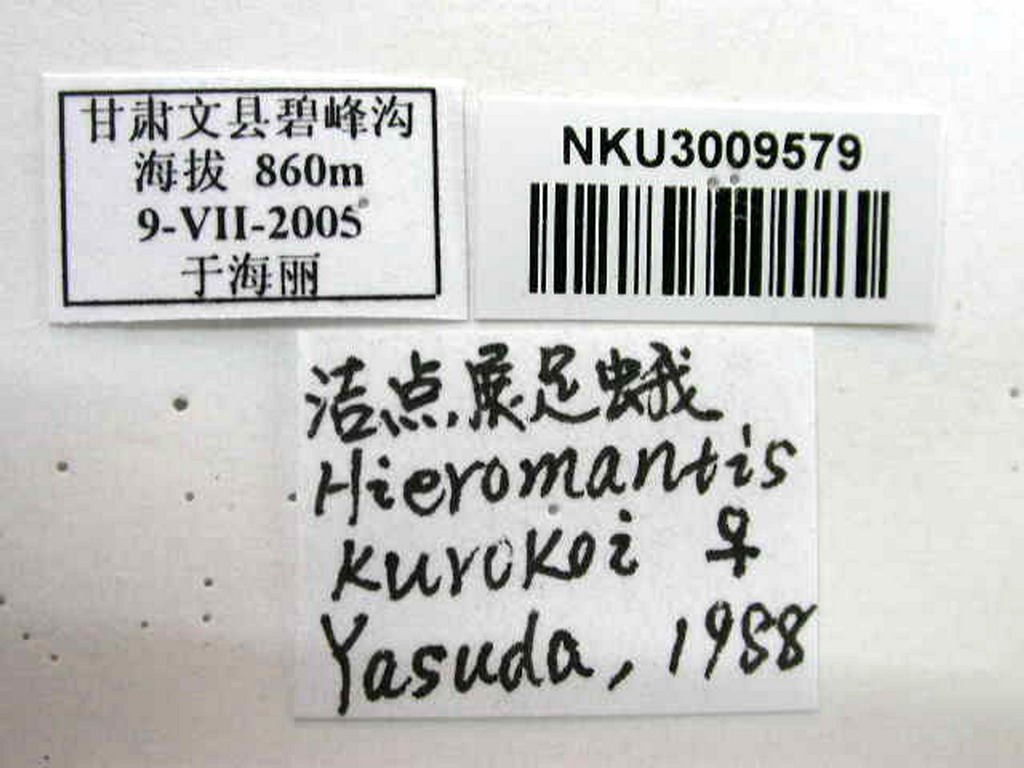 甘肃文县碧峰沟
海拔 860m
9-VII-2005
于海丽
NKU3009579
洁点展足蛾
Hieromantis
kurokoi ♀
Yasuda, 1988